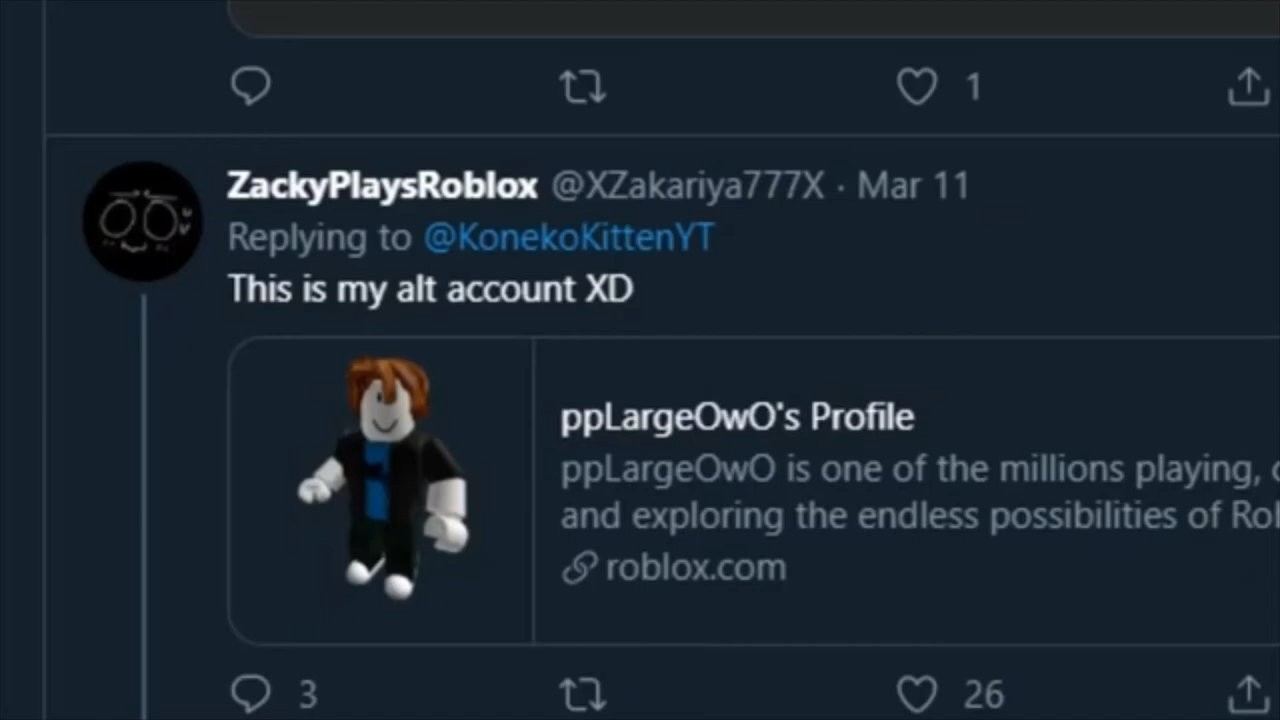 1
ZackyPlaysRoblox @XZakariya777X · Mar 11
Replying to @KonekoKittenYT
This is my alt account XD
ppLargeOwO's Profile
ppLargeOwO is one of the millions playing,
and exploring the endless possibilities of
roblox.com
3 26